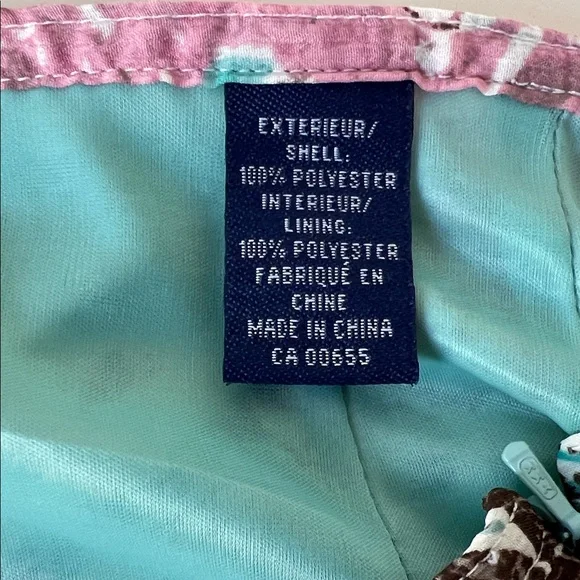 EXTERIEUR/
SHELL:
100% POLYESTER
INTERIEUR/
LINING:
100% POLYESTER
FABRIQUÉ EN
CHINE
MADE IN CHINA
CA 00655